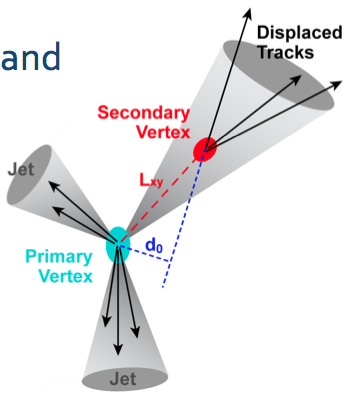 and
Displaced
Tracks
Secondary
Vertex
Jet
Lxy
d0
Primary
Vertex
Jet